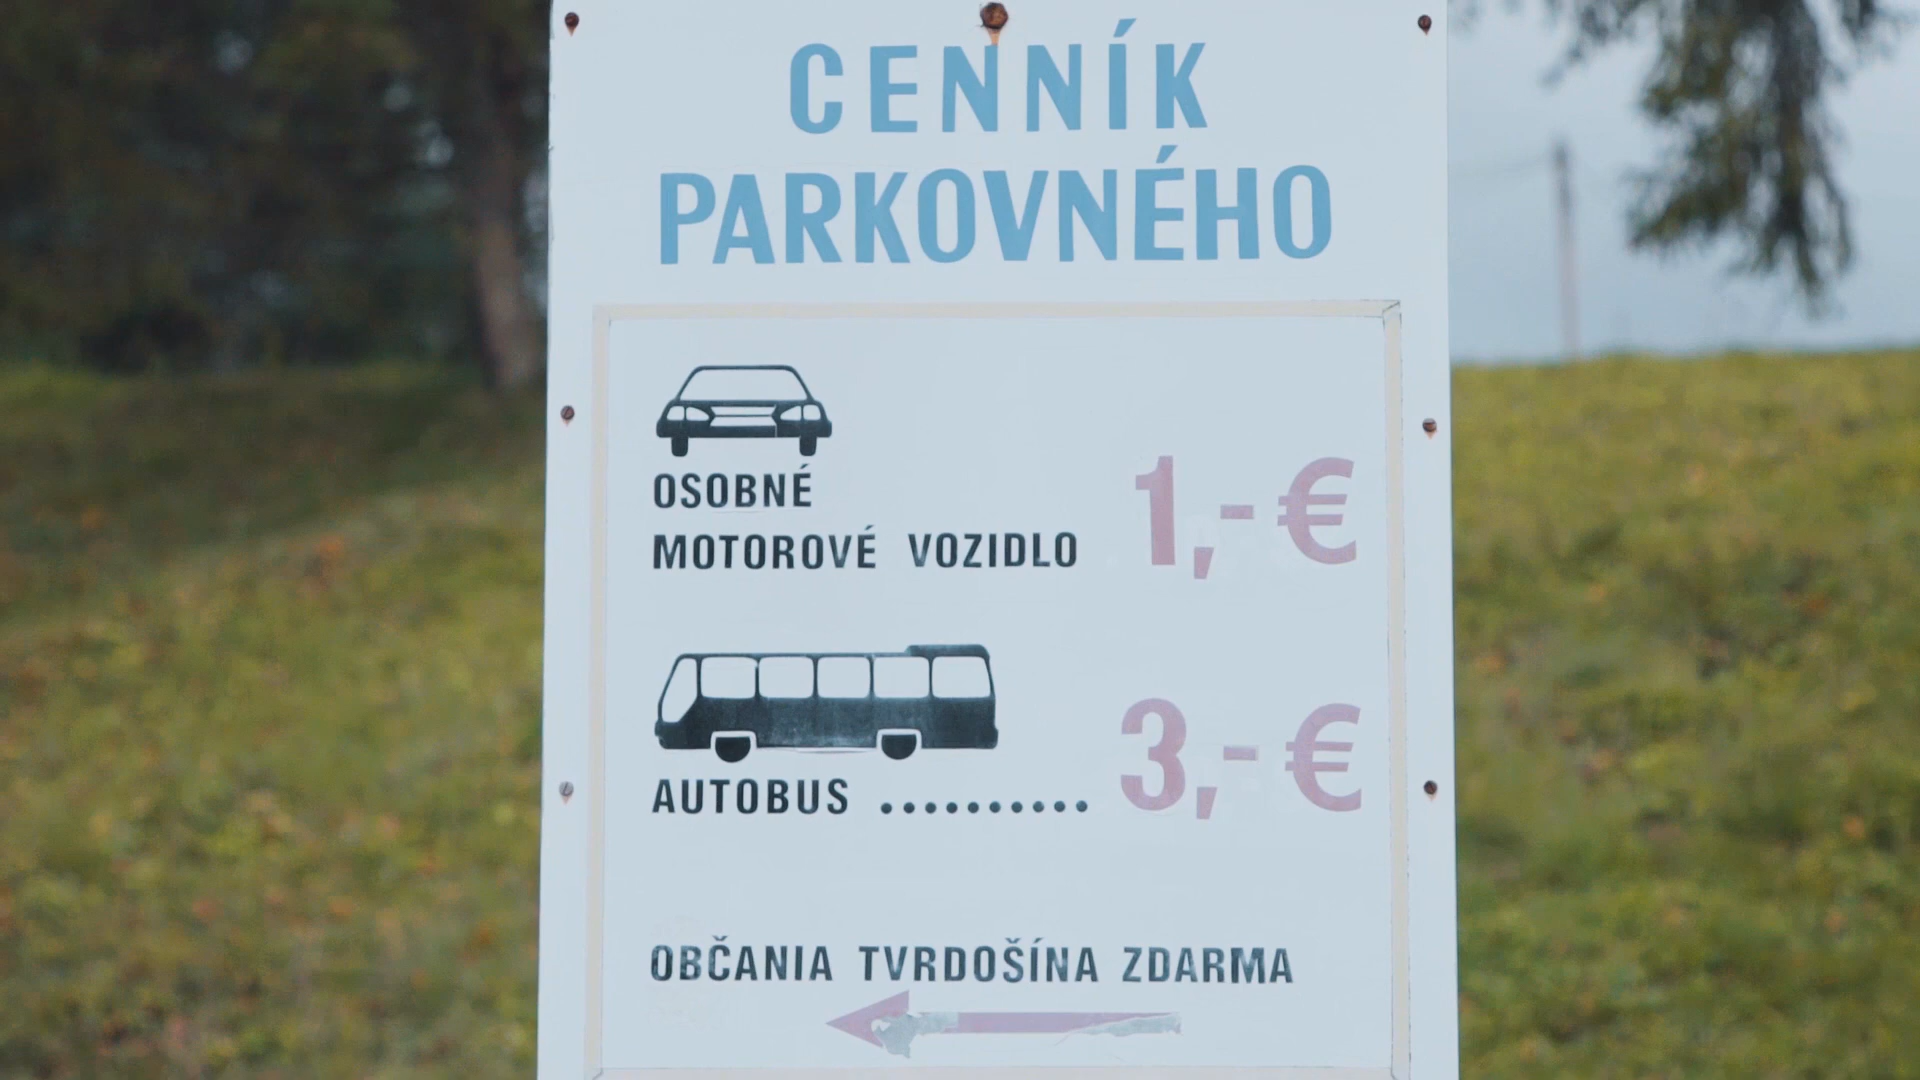 CENNÍK
PARKOVNÉHO
OSOBNÉ
MOTOROVÉ VOZIDLO 1,- €
AUTOBUS .......... 3,- €
OBČANIA TVRDOŠÍNA ZDARMA